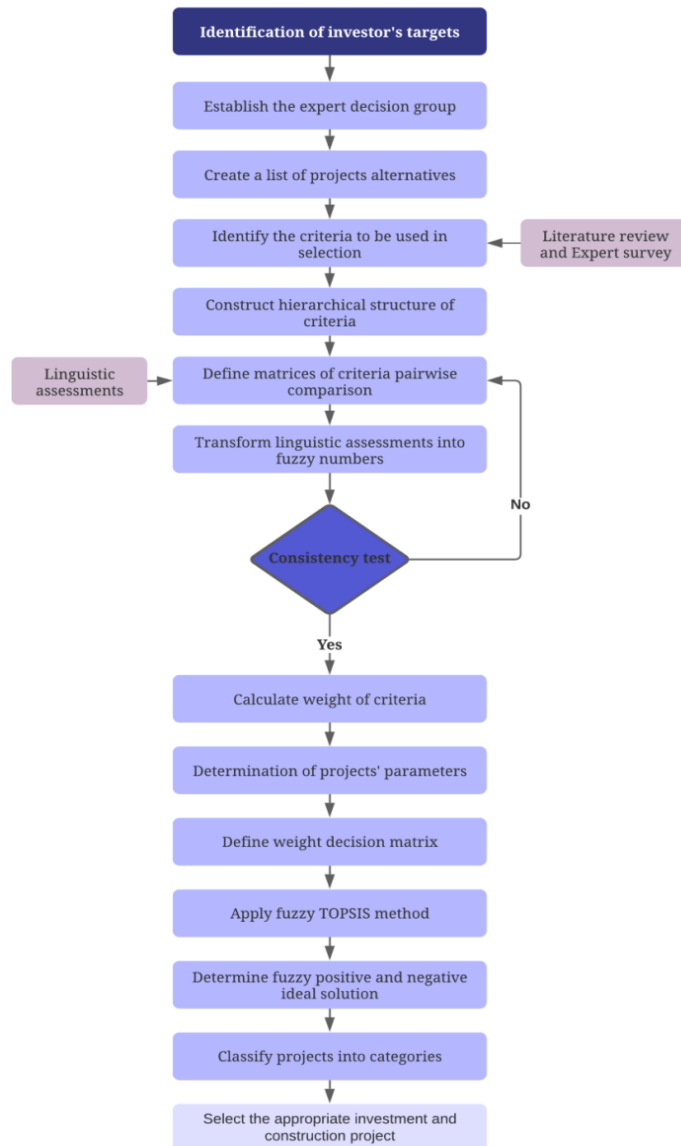 Identification of investor's targets
Establish the expert decision group
Create a list of projects alternatives
Identify the criteria to be used in
selection
Literature review
and Expert survey
Construct hierarchical structure of
criteria
Linguistic
assessments
Define matrices of criteria pairwise
comparison
Transform linguistic assessments into
fuzzy numbers
No
Consistency test
Yes
Calculate weight of criteria
Determination of projects' parameters
Define weight decision matrix
Apply fuzzy TOPSIS method
Determine fuzzy positive and negative
ideal solution
Classify projects into categories
Select the appropriate investment and
construction project